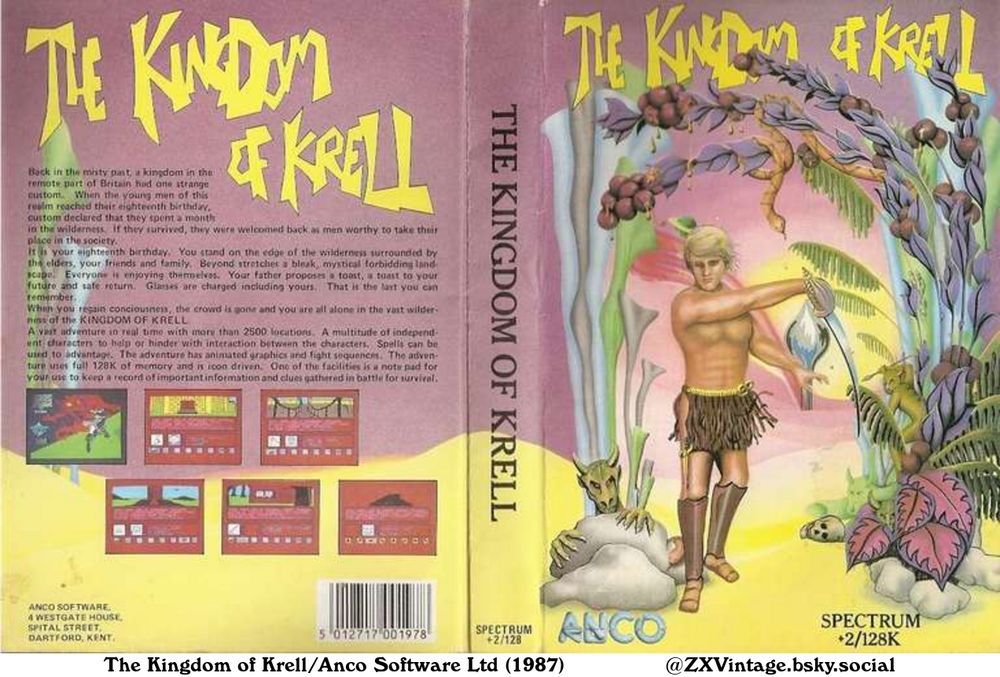 THE KINGDOM
OF KRELL
Back in the misty past, a kingdom in the
remote part of Britain had one strange
custom. When the young men of this
realm reached their eighteenth birthday,
custom declared that they spent a month
in the wilderness. If they survived, they were welcomed back as men worthy to take their
place in the society.
It is your eighteenth birthday. You stand on the edge of the wilderness surrounded by
the elders, your friends and family. Beyond stretches a bleak, mystical forbidding land-
scape. Everyone is enjoying themselves. Your father proposes a toast, a toast to your
future and safe return. Glasses are charged including yours. That is the last you can
remember.
When you regain conciousness, the crowd is gone and you are all alone in the vast wilder-
ness of the KINGDOM OF KRELL.
A vast adventure in real time with more than 2500 locations. A multitude of independ-
ent characters to help or hinder with interaction between the characters. Spells can be
used to advantage. The adventure has animated graphics and fight sequences. The adven-
ture uses full 128K of memory and is icon driven. One of the facilities is a note pad for
your use to keep a record of important information and clues gathered in battle for survival.
ANCO SOFTWARE,
4 WESTGATE HOUSE,
SPITAL STREET,
DARTFORD, KENT.
5 012717 001978
THE KINGDOM OF KRELL
SPECTRUM
+2/128
THE KINGDOM OF KRELL
ANCO
SPECTRUM
+2/128K
The Kingdom of Krell/Anco Software Ltd (1987)
@ZXVintage.bsky.social